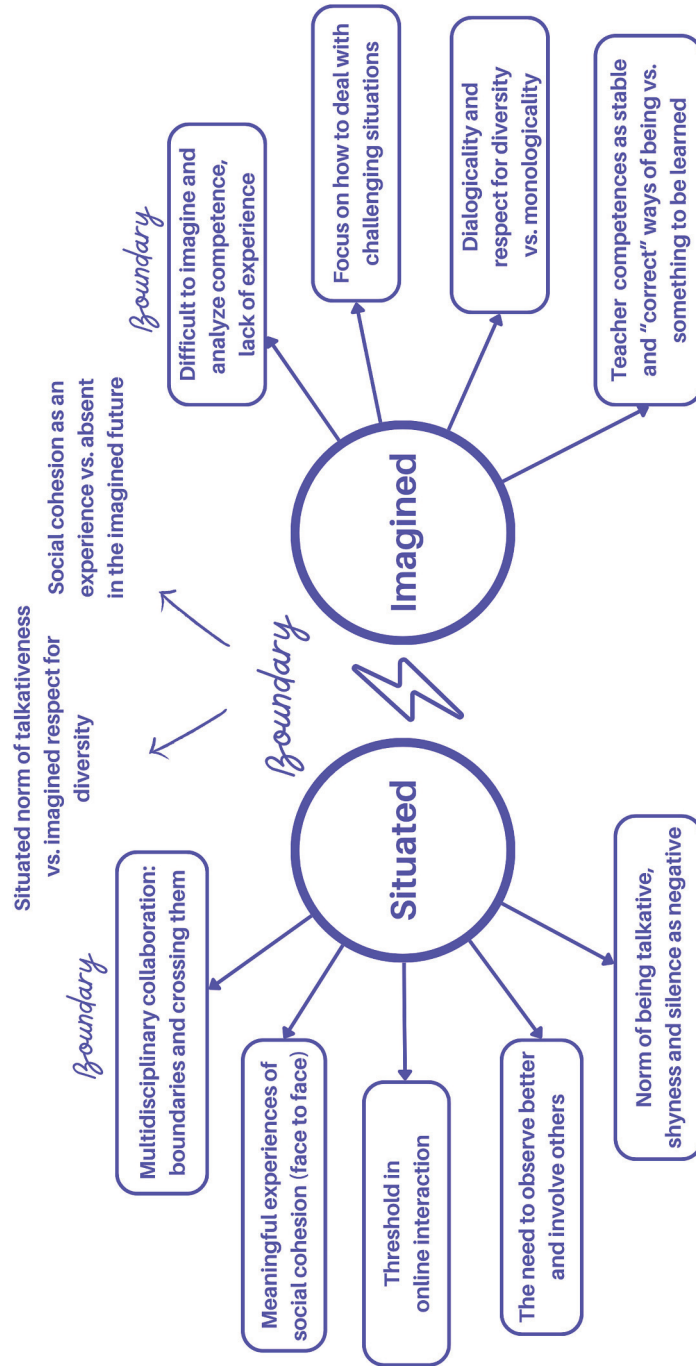 Situated norm of talkativeness
vs. imagined respect for
diversity
Social cohesion as an
experience vs. absent
in the imagined future
Boundary
Boundary
Boundary
Multidisciplinary collaboration:
boundaries and crossing them
Meaningful experiences of
social cohesion (face to face)
Threshold in
online interaction
The need to observe better
and involve others
Norm of being talkative,
shyness and silence as negative
Situated
Imagined
Difficult to imagine and
analyze competence,
lack of experience
Focus on how to deal with
challenging situations
Dialogicality and
respect for diversity
vs. monologicality
Teacher competences as stable
and “correct” ways of being vs.
something to be learned